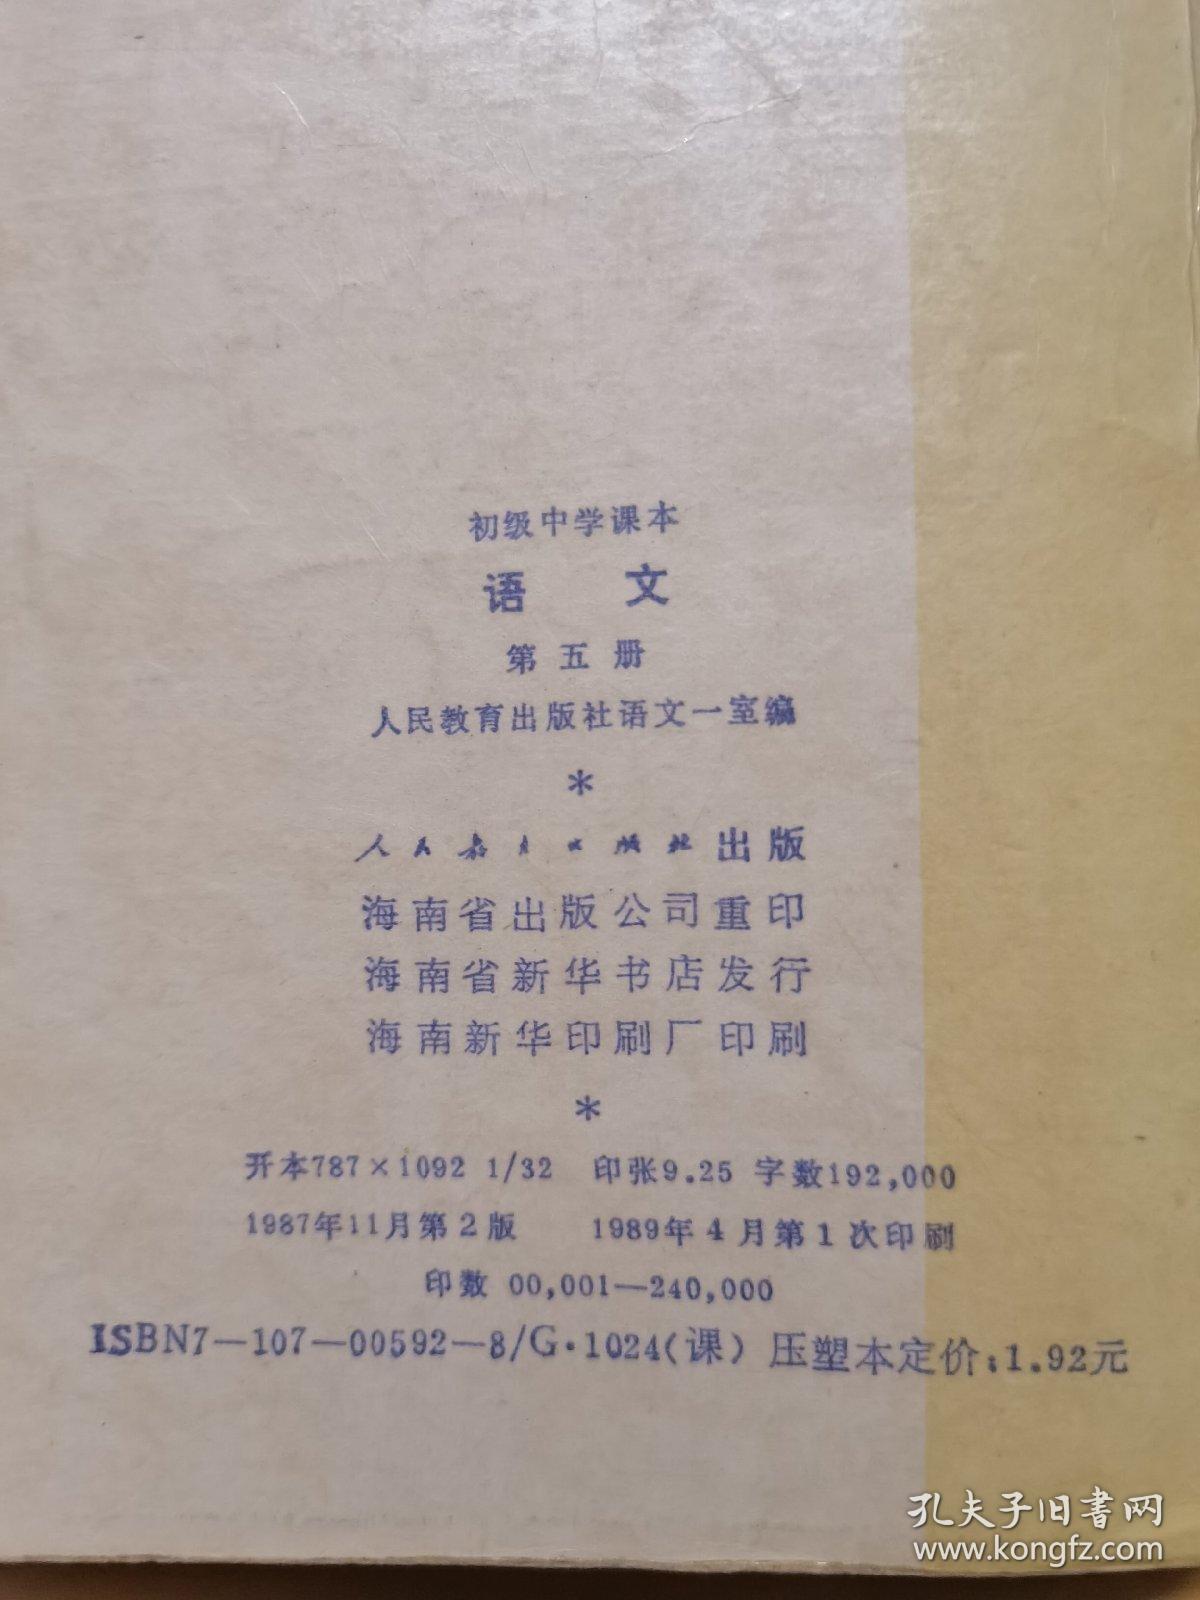 初级中学课本
语 文
第五册
人民教育出版社语文一室编
*
人民教育出版社出版
海南省出版公司重印
海南省新华书店发行
海南新华印刷厂印刷
*
开本787×1092 1/32 印张9.25 字数192,000
1987年11月第2版 1989年4月第1次印刷
印数 00,001—240,000
ISBN7—107—00592—8/G·1024(课) 压塑本定价:1.92元
孔夫子旧书网
www.kongfz.com